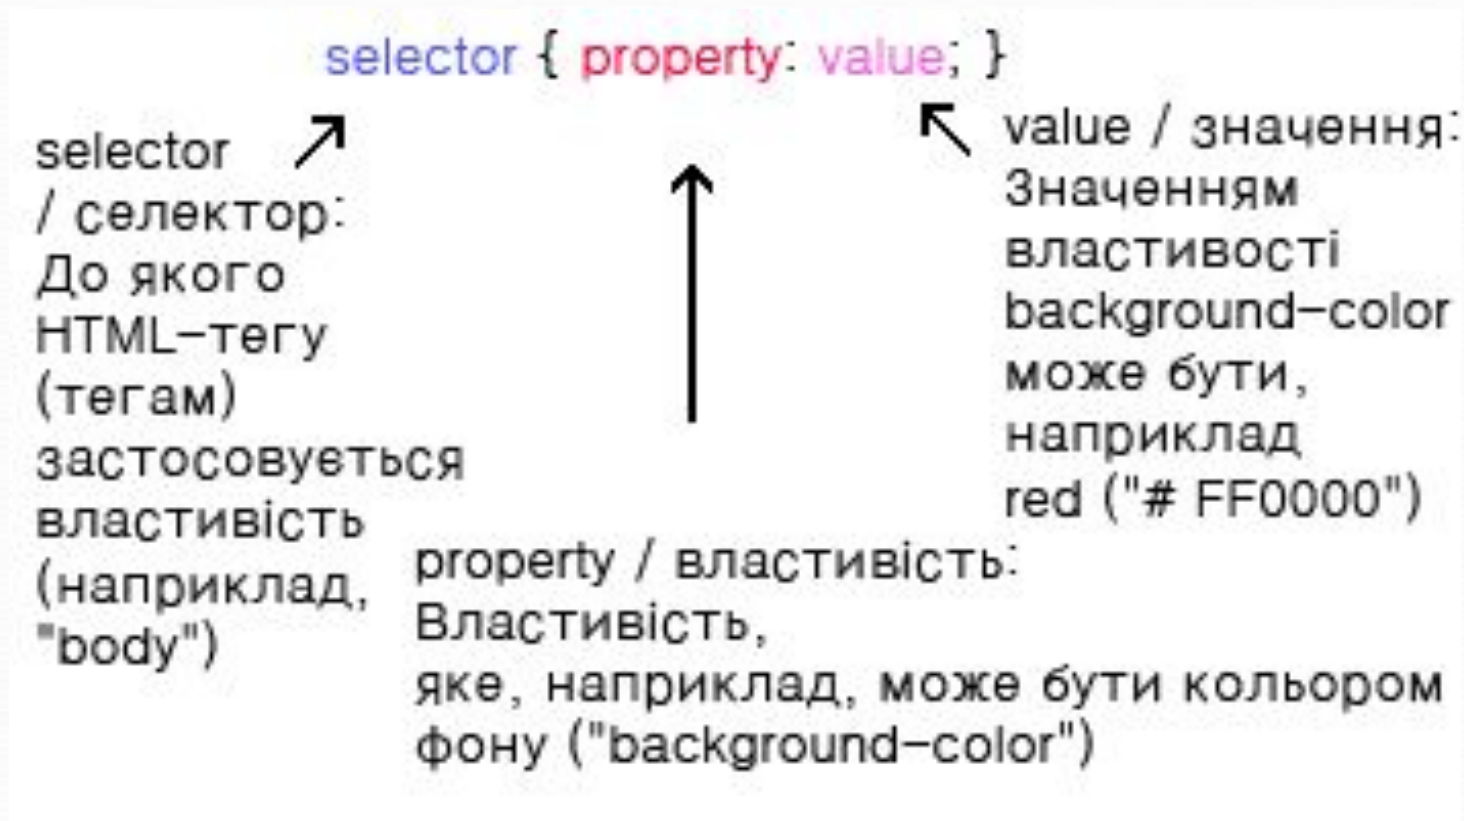 selector { property: value; }
selector
/ селектор:
До якого
HTML-тегу
(тегам)
застосовується
властивість
(наприклад,
"body")
property / властивість:
Властивість,
яке, наприклад, може бути кольором
фону ("background-color")
value / значення:
Значенням
властивості
background-color
може бути,
наприклад
red ("# FF0000")